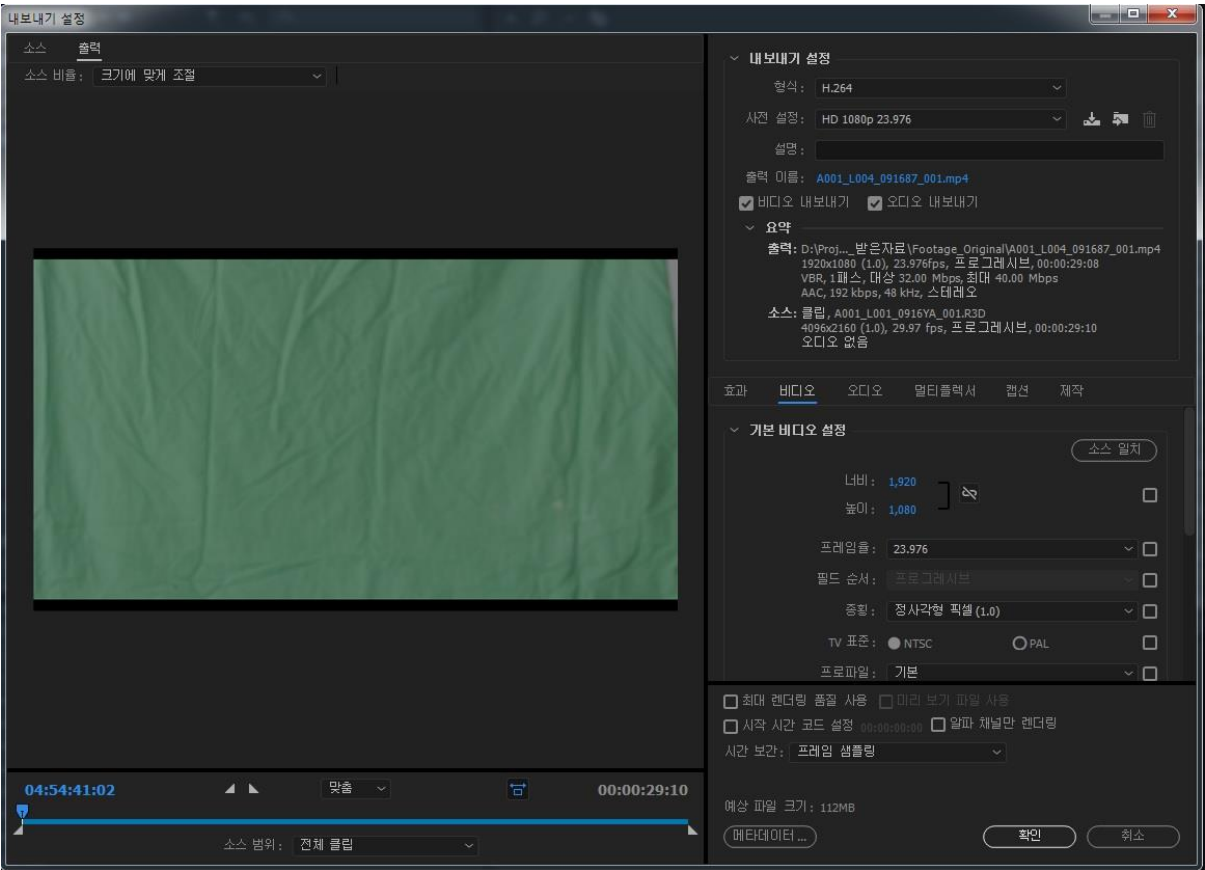 내보내기 설정
소스 출력
소스 비율: 크기에 맞게 조절
04:54:41:02 맞춤 00:00:29:10
소스 범위: 전체 클립
내보내기 설정
형식: H.264
사전 설정: HD 1080p 23.976
설명:
출력 이름: A001_L004_091687_001.mp4
비디오 내보내기 오디오 내보내기
요약
출력: D:\Proj..._받은자료\Footage_Original\A001_L004_091687_001.mp4
1920x1080 (1.0), 23.976fps, 프로그레시브, 00:00:29:08
VBR, 1패스, 대상 32.00 Mbps, 최대 40.00 Mbps
AAC, 192 kbps, 48 kHz, 스테레오
소스: 클립, A001_L001_0916YA_001.R3D
4096x2160 (1.0), 29.97 fps, 프로그레시브, 00:00:29:10
오디오 없음
효과 비디오 오디오 멀티플렉서 캡션 제작
기본 비디오 설정
소스 일치
너비: 1,920
높이: 1,080
프레임율: 23.976
필드 순서: 프로그레시브
종횡: 정사각형 픽셀 (1.0)
TV 표준: NTSC PAL
프로파일: 기본
최대 렌더링 품질 사용 미리 보기 파일 사용
시작 시간 코드 설정 00:00:00:00 알파 채널만 렌더링
시간 보간: 프레임 샘플링
예상 파일 크기: 112MB
메타데이터... 확인 취소